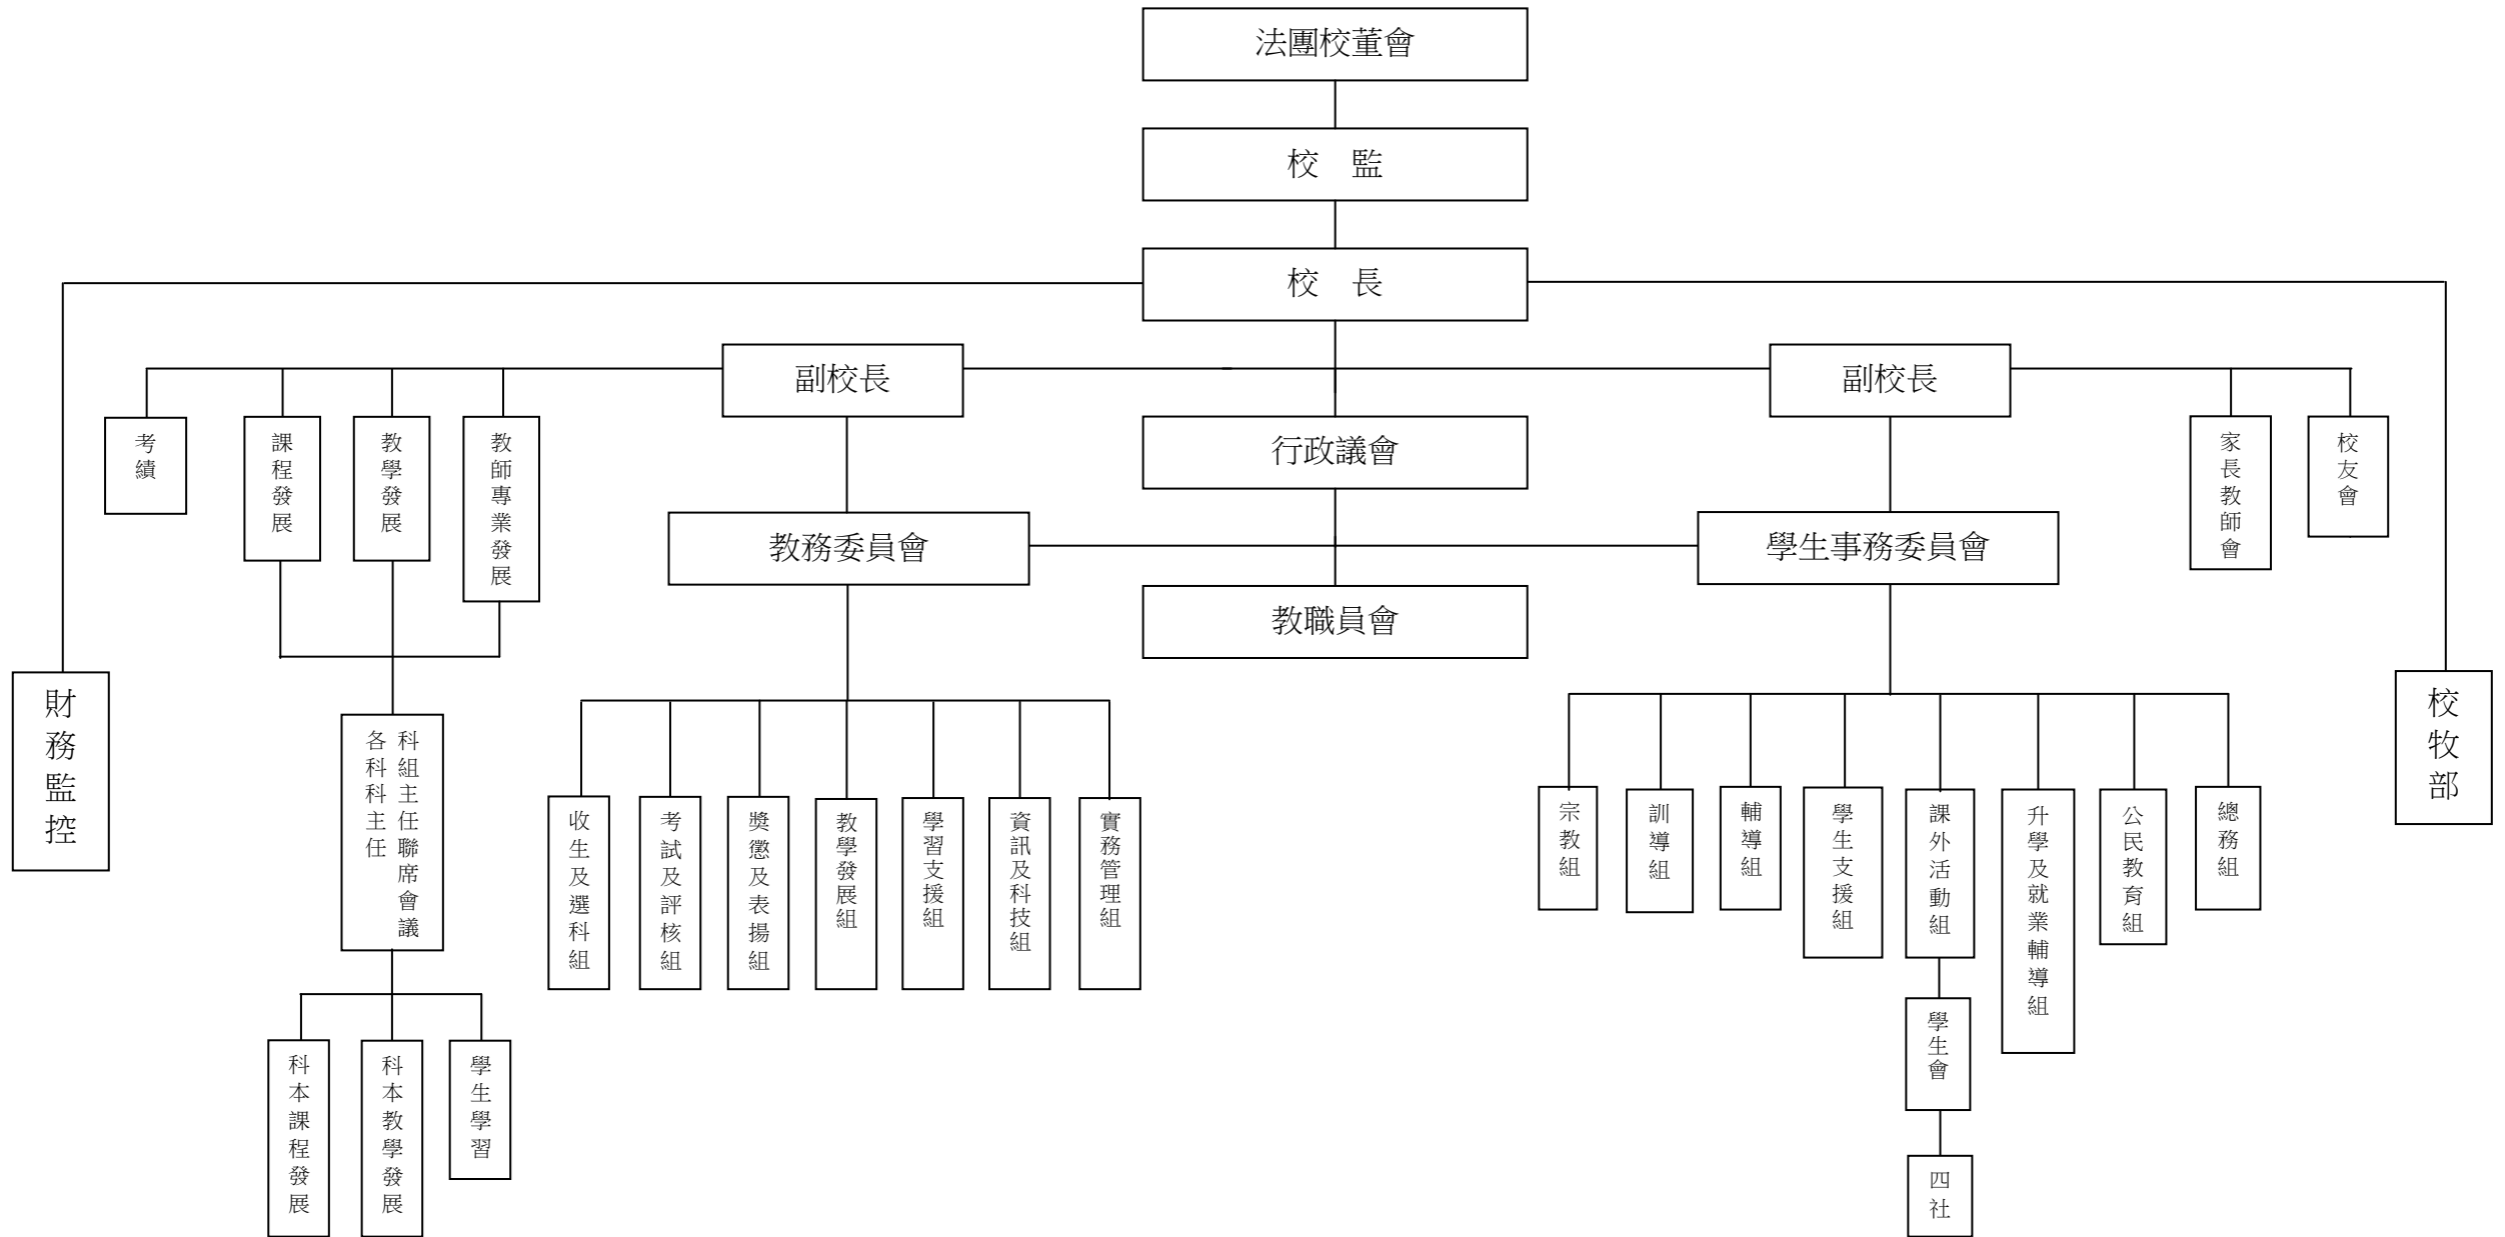 法團校董會
校　監
校　長
副校長
副校長
行政議會
考績
課程發展
教學發展
教師專業發展
家長教師會
校友會
教務委員會
學生事務委員會
教職員會
財務監控
校牧部
科組主任聯席會議
各科科主任
收生及選科組
考試及評核組
獎懲及表揚組
教學發展組
學習支援組
資訊及科技組
實務管理組
宗教組
訓導組
輔導組
學生支援組
課外活動組
升學及就業輔導組
公民教育組
總務組
學生會
四社
科本課程發展
科本教學發展
學生學習